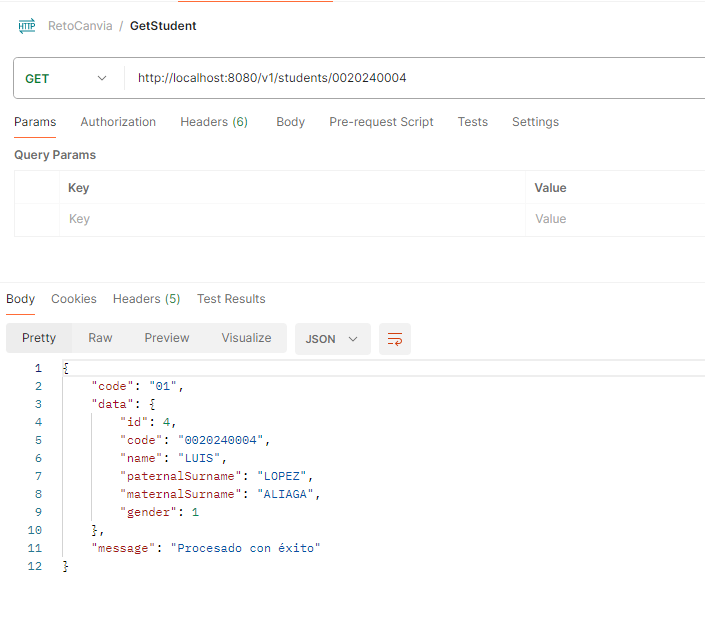 HTTP RetoCanvia / GetStudent
GET http://localhost:8080/v1/students/0020240004
Params Authorization Headers (6) Body Pre-request Script Tests Settings
Query Params
Key Value
Key Value
Body Cookies Headers (5) Test Results
Pretty Raw Preview Visualize JSON
1 {
2 "code": "01",
3 "data": {
4 "id": 4,
5 "code": "0020240004",
6 "name": "LUIS",
7 "paternalSurname": "LOPEZ",
8 "maternalSurname": "ALIAGA",
9 "gender": 1
10 },
11 "message": "Procesado con éxito"
12 }